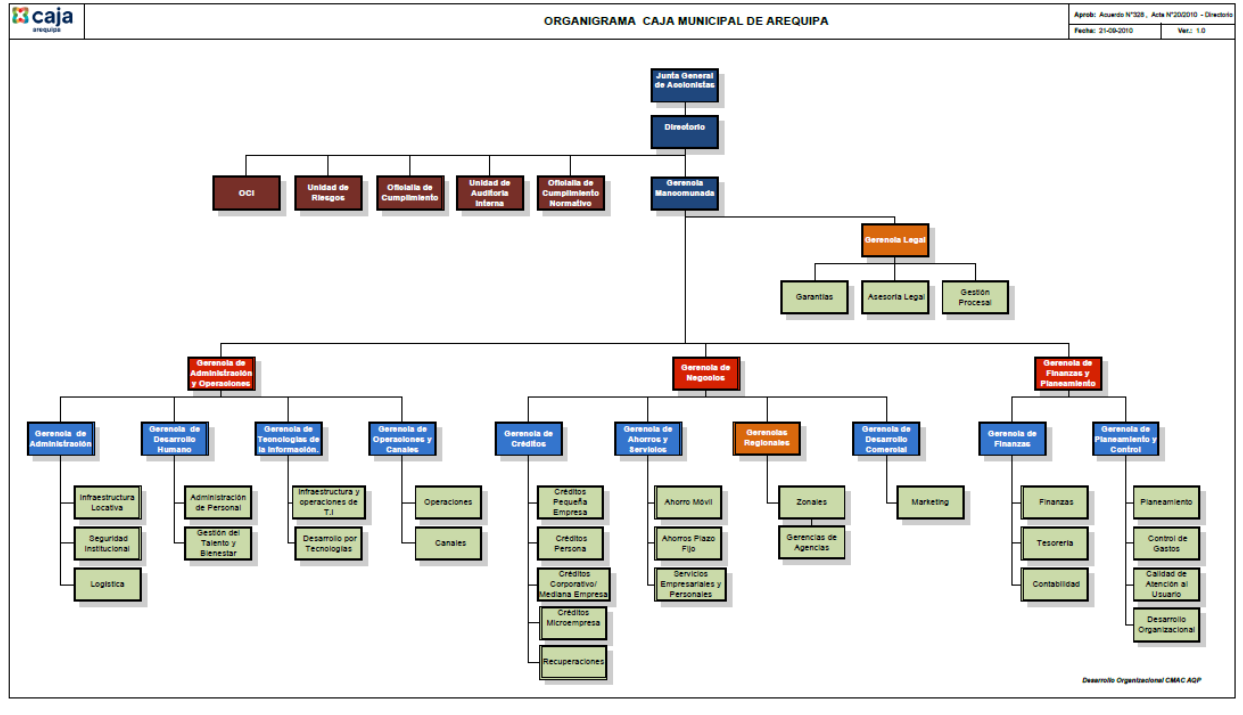 caja
arequipa
ORGANIGRAMA CAJA MUNICIPAL DE AREQUIPA
Aprob: Acuerdo N°328 , Acta N°20/2010 - Directorio
Fecha: 21-09-2010
Ver.: 1.0
Junta General
de Accionistas
Directorio
OCI
Unidad de
Riesgos
Oficialía de
Cumplimiento
Unidad de
Auditoría
Interna
Oficialía de
Cumplimiento
Normativo
Gerencia
Mancomunada
Gerencia Legal
Garantías
Asesoría Legal
Gestión
Procesal
Gerencia de
Administración
y Operaciones
Gerencia de
Negocios
Gerencia de
Finanzas y
Planeamiento
Gerencia de
Administración
Gerencia de
Desarrollo
Humano
Gerencia de
Tecnologías de
la Información.
Gerencia de
Operaciones y
Canales
Gerencia de
Créditos
Gerencia de
Ahorros y
Servicios
Gerencias
Regionales
Gerencia de
Desarrollo
Comercial
Gerencia de
Finanzas
Gerencia de
Planeamiento y
Control
Infraestructura
Locativa
Seguridad
Institucional
Logística
Administración
de Personal
Gestión del
Talento y
Bienestar
Infraestructura y
operaciones de
T.I
Desarrollo por
Tecnologías
Operaciones
Canales
Créditos
Pequeña
Empresa
Créditos
Persona
Créditos
Corporativo/
Mediana Empresa
Créditos
Microempresa
Recuperaciones
Ahorro Móvil
Ahorros Plazo
Fijo
Servicios
Empresariales y
Personales
Zonales
Gerencias de
Agencias
Marketing
Finanzas
Tesorería
Contabilidad
Planeamiento
Control de
Gastos
Calidad de
Atención al
Usuario
Desarrollo
Organizacional
Desarrollo Organizacional CMAC AQP